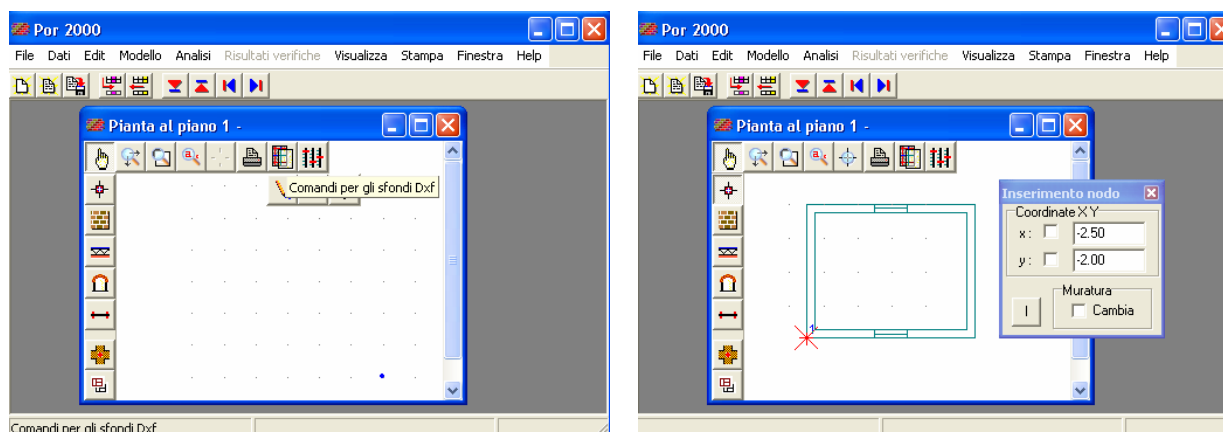 Por 2000
File Dati Edit Modello Analisi Risultati verifiche Visualizza Stampa Finestra Help
Pianta al piano 1 -
a
Comandi per gli sfondi Dxf
Comandi per gli sfondi Dxf
Por 2000
File Dati Edit Modello Analisi Risultati verifiche Visualizza Stampa Finestra Help
Pianta al piano 1 -
a
Inserimento nodo
Coordinate X Y
x: -2.50
y: -2.00
Muratura
I Cambia
1